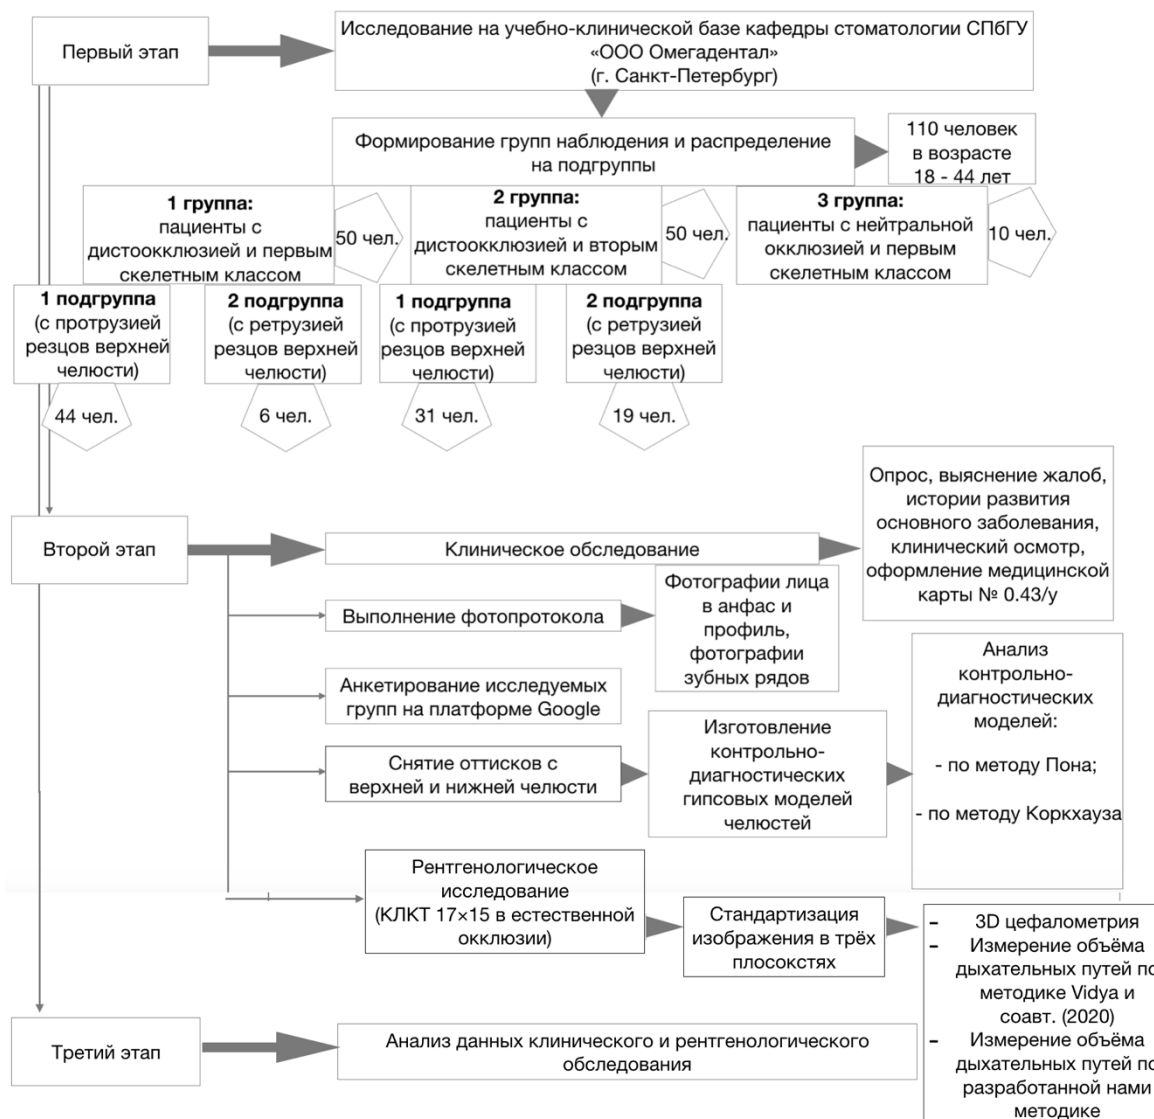 Первый этап
Исследование на учебно-клинической базе кафедры стоматологии СПбГУ
«ООО Омегадентал»
(г. Санкт-Петербург)
Формирование групп наблюдения и распределение
на подгруппы
110 человек
в возрасте
18 - 44 лет
1 группа:
пациенты с
дистоокклюзией и первым
скелетным классом
50 чел.
2 группа:
пациенты с
дистоокклюзией и вторым
скелетным классом
50 чел.
3 группа:
пациенты с нейтральной
окклюзией и первым
скелетным классом
10 чел.
1 подгруппа
(с протрузией
резцов верхней
челюсти)
44 чел.
2 подгруппа
(с ретрузией
резцов верхней
челюсти)
6 чел.
1 подгруппа
(с протрузией
резцов верхней
челюсти)
31 чел.
2 подгруппа
(с ретрузией
резцов верхней
челюсти)
19 чел.
Второй этап
Клиническое обследование
Опрос, выяснение жалоб,
истории развития
основного заболевания,
клинический осмотр,
оформление медицинской
карты № 0.43/у
Выполнение фотопротокола
Фотографии лица
в анфас и
профиль,
фотографии
зубных рядов
Анкетирование исследуемых
групп на платформе Google
Снятие оттисков с
верхней и нижней челюсти
Изготовление
контрольно-
диагностических
гипсовых моделей
челюстей
Анализ
контрольно-
диагностических
моделей:
- по методу Пона;
- по методу Коркхауза
Рентгенологическое
исследование
(КЛКТ 17×15 в естественной
окклюзии)
Стандартизация
изображения в трёх
плосокстях
- 3D цефалометрия
- Измерение объёма
дыхательных путей по
методике Vidya и
соавт. (2020)
- Измерение объёма
дыхательных путей по
разработанной нами
методике
Третий этап
Анализ данных клинического и рентгенологического
обследования